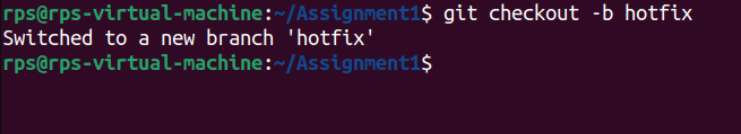 rps@rps-virtual-machine:~/Assignment1$ git checkout -b hotfix
Switched to a new branch 'hotfix'
rps@rps-virtual-machine:~/Assignment1$